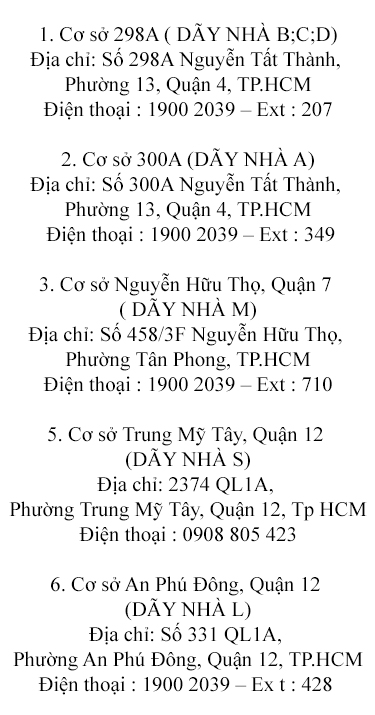 1. Cơ sở 298A ( DÃY NHÀ B;C;D)
Địa chỉ: Số 298A Nguyễn Tất Thành,
Phường 13, Quận 4, TP.HCM
Điện thoại : 1900 2039 – Ext : 207
2. Cơ sở 300A (DÃY NHÀ A)
Địa chỉ: Số 300A Nguyễn Tất Thành,
Phường 13, Quận 4, TP.HCM
Điện thoại : 1900 2039 – Ext : 349
3. Cơ sở Nguyễn Hữu Thọ, Quận 7
( DÃY NHÀ M)
Địa chỉ: Số 458/3F Nguyễn Hữu Thọ,
Phường Tân Phong, TP.HCM
Điện thoại : 1900 2039 – Ext : 710
5. Cơ sở Trung Mỹ Tây, Quận 12
(DÃY NHÀ S)
Địa chỉ: 2374 QL1A,
Phường Trung Mỹ Tây, Quận 12, Tp HCM
Điện thoại : 0908 805 423
6. Cơ sở An Phú Đông, Quận 12
(DÃY NHÀ L)
Địa chỉ: Số 331 QL1A,
Phường An Phú Đông, Quận 12, TP.HCM
Điện thoại : 1900 2039 – Ex t : 428